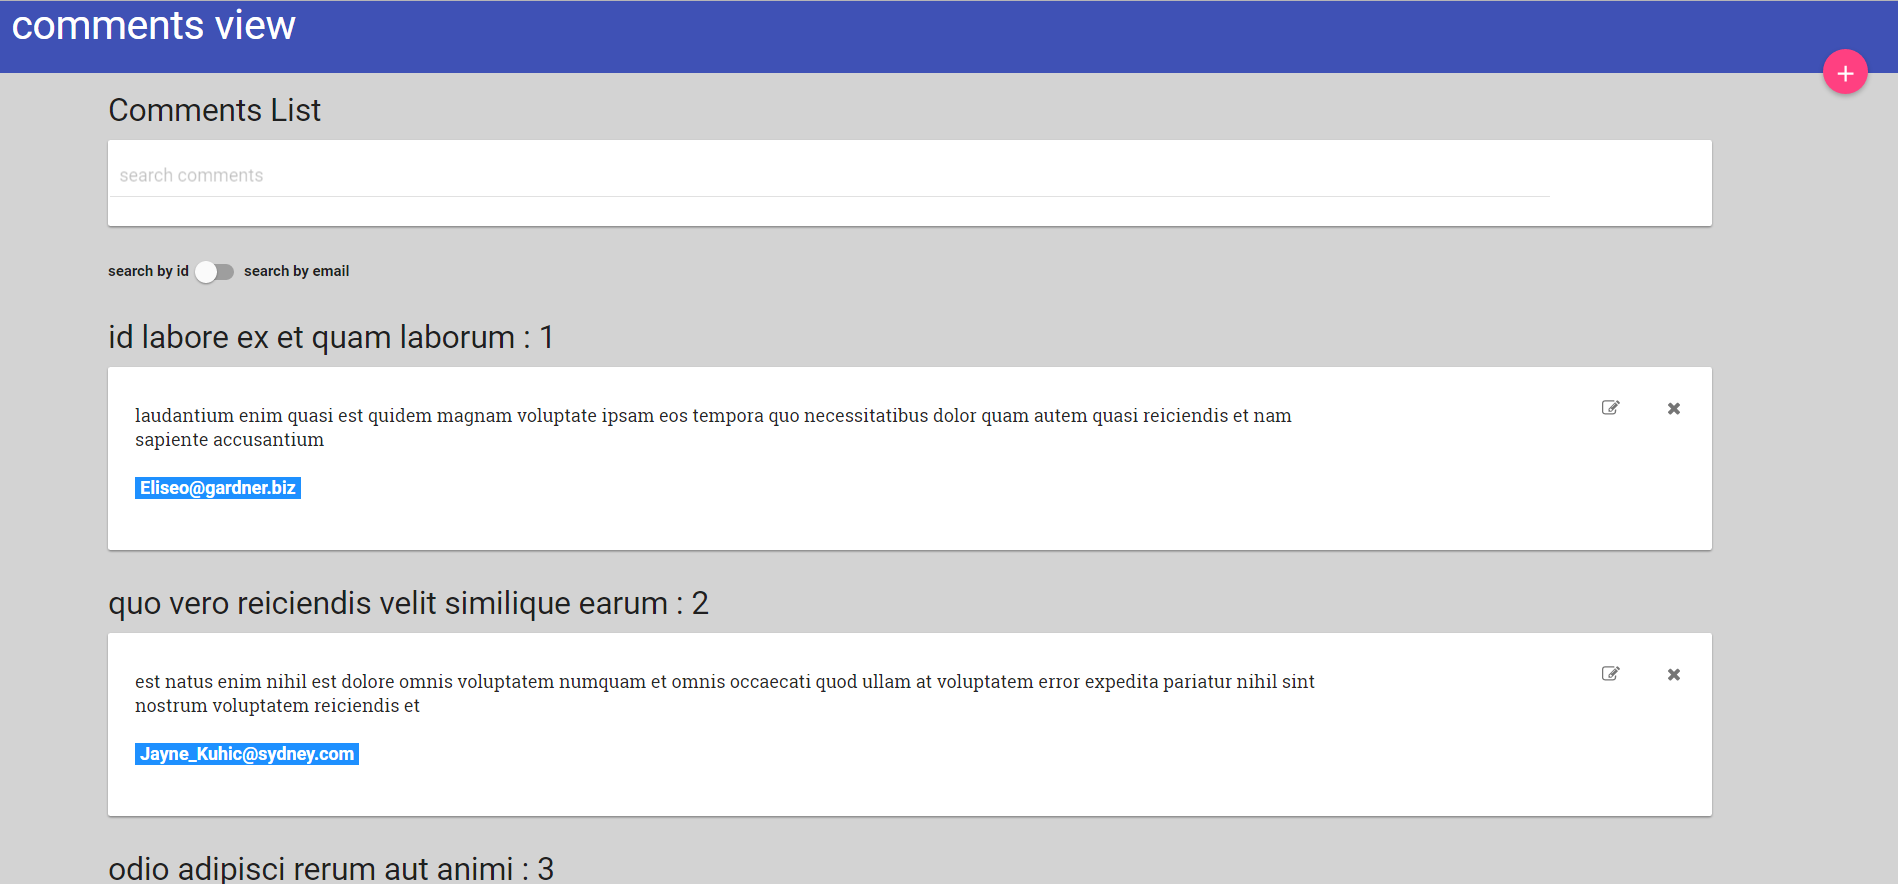 comments view
+
Comments List
search comments
search by id search by email
id labore ex et quam laborum : 1
laudantium enim quasi est quidem magnam voluptate ipsam eos tempora quo necessitatibus dolor quam autem quasi reiciendis et nam
sapiente accusantium
Eliseo@gardner.biz
quo vero reiciendis velit similique earum : 2
est natus enim nihil est dolore omnis voluptatem numquam et omnis occaecati quod ullam at voluptatem error expedita pariatur nihil sint
nostrum voluptatem reiciendis et
Jayne_Kuhic@sydney.com
odio adipisci rerum aut animi : 3